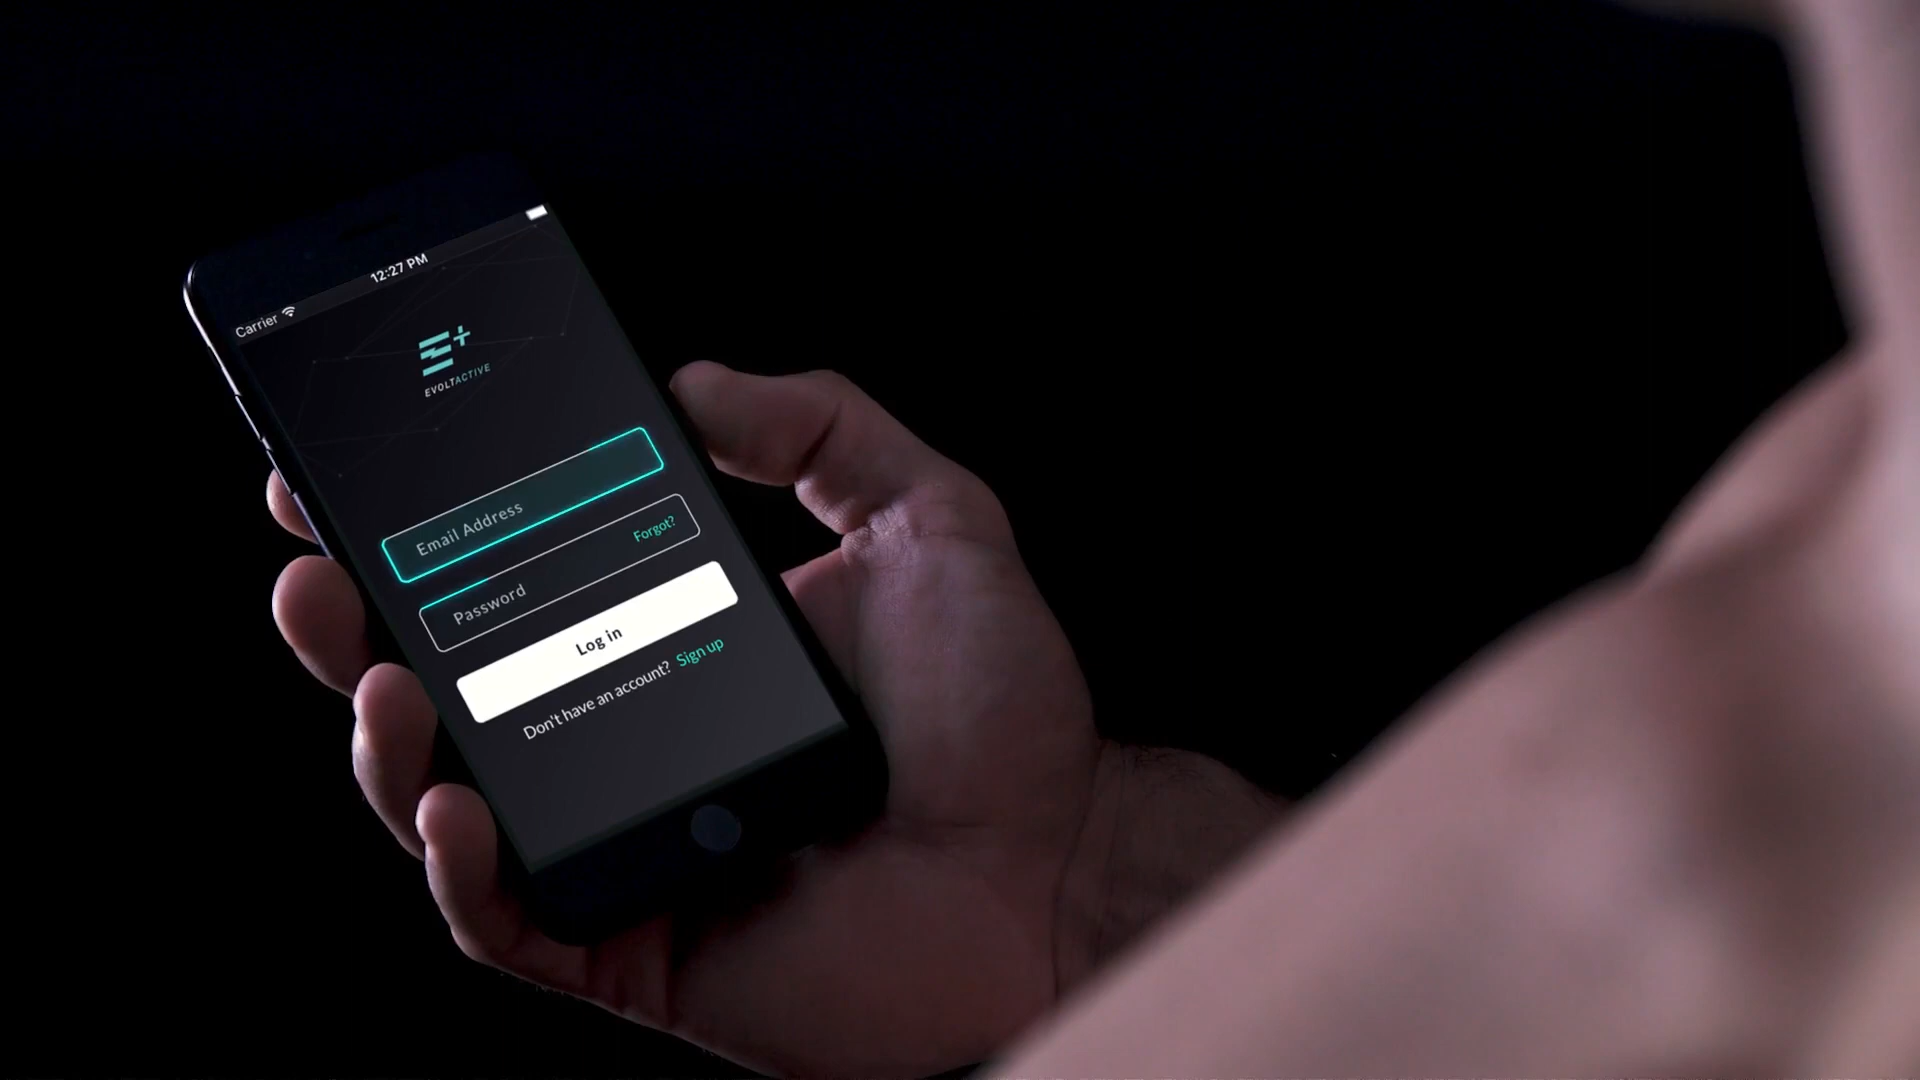 Carrier 12:27 PM
EVOLTACTIVE
Email Address
Password Forgot?
Log in
Don't have an account? Sign up